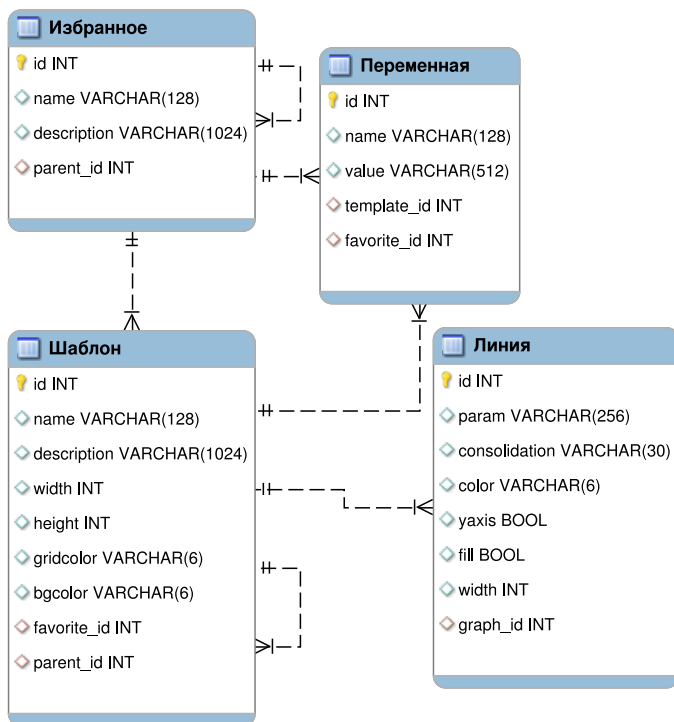 Избранное
id INT
name VARCHAR(128)
description VARCHAR(1024)
parent_id INT
Переменная
id INT
name VARCHAR(128)
value VARCHAR(512)
template_id INT
favorite_id INT
Шаблон
id INT
name VARCHAR(128)
description VARCHAR(1024)
width INT
height INT
gridcolor VARCHAR(6)
bgcolor VARCHAR(6)
favorite_id INT
parent_id INT
Линия
id INT
param VARCHAR(256)
consolidation VARCHAR(30)
color VARCHAR(6)
yaxis BOOL
fill BOOL
width INT
graph_id INT